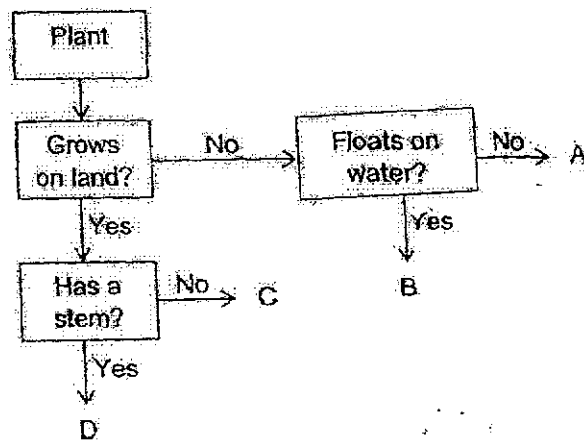 Plant
Grows
on land?
No
Floats on
water?
No
A
Yes
Yes
B
Has a
stem?
No
C
Yes
D